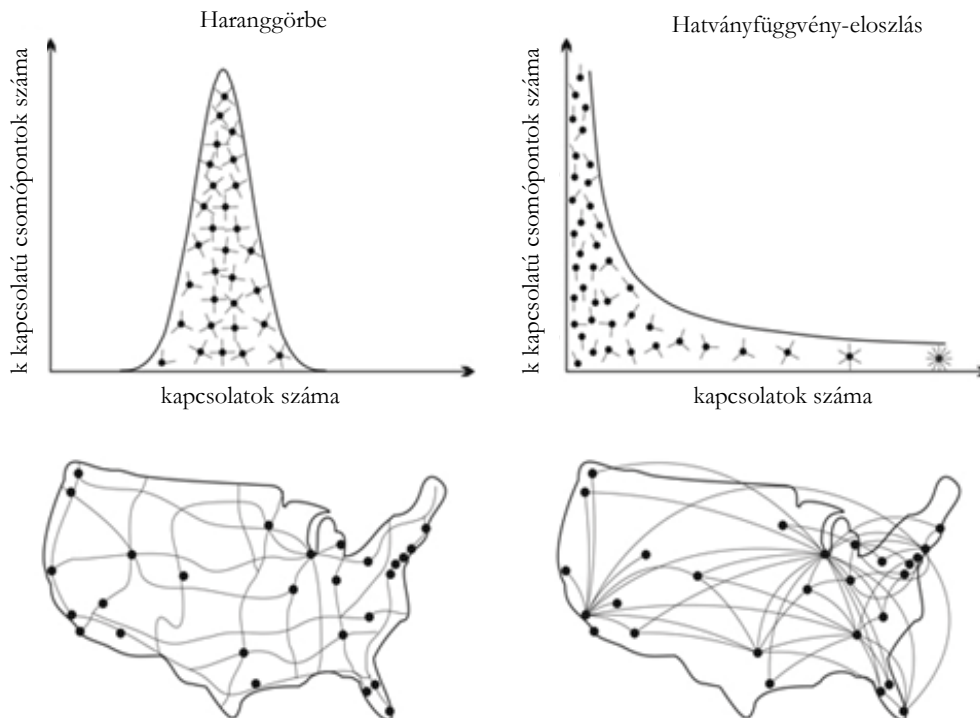 Haranggörbe
k kapcsolatú csomópontok száma
kapcsolatok száma
Hatványfüggvény-eloszlás
k kapcsolatú csomópontok száma
kapcsolatok száma